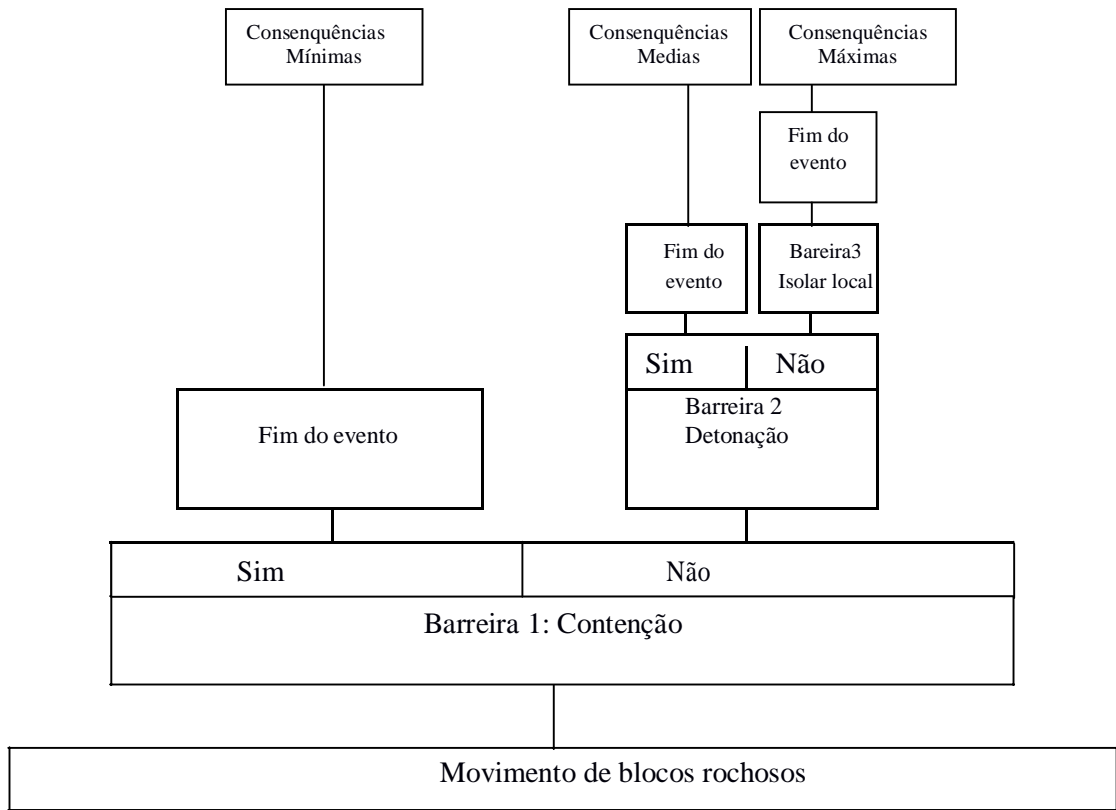 Consenquências
Mínimas
Consenquências
Medias
Consenquências
Máximas
Fim do
evento
Fim do
evento
Bareira3
Isolar local
Sim
Não
Barreira 2
Detonação
Fim do evento
Sim
Não
Barreira 1: Contenção
Movimento de blocos rochosos